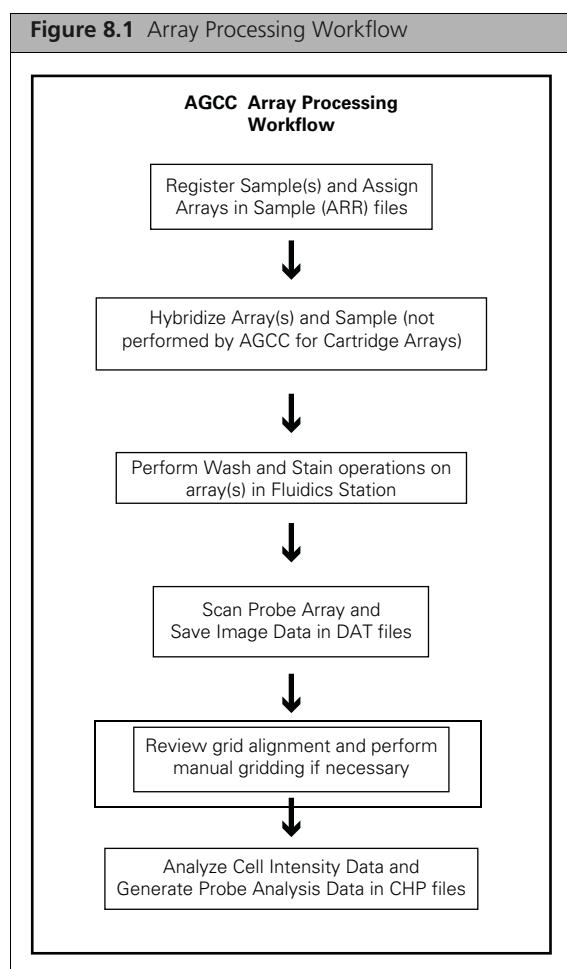 Figure 8.1 Array Processing Workflow
AGCC Array Processing
Workflow
Register Sample(s) and Assign
Arrays in Sample (ARR) files
Hybridize Array(s) and Sample (not
performed by AGCC for Cartridge Arrays)
Perform Wash and Stain operations on
array(s) in Fluidics Station
Scan Probe Array and
Save Image Data in DAT files
Review grid alignment and perform
manual gridding if necessary
Analyze Cell Intensity Data and
Generate Probe Analysis Data in CHP files